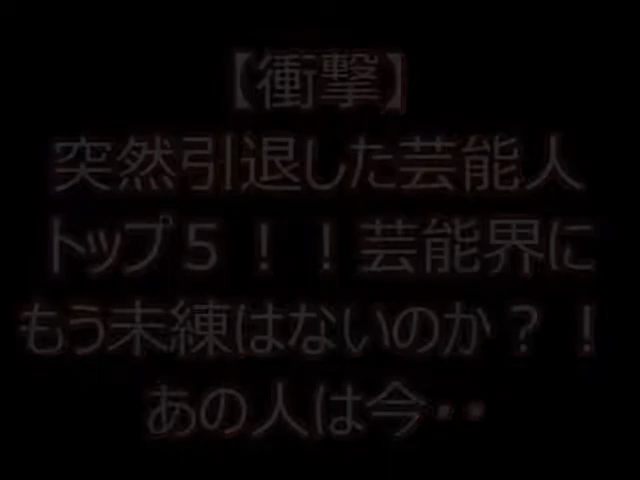 【衝撃】
突然引退した芸能人
トップ５！！芸能界に
もう未練はないのか？！
あの人は今・・